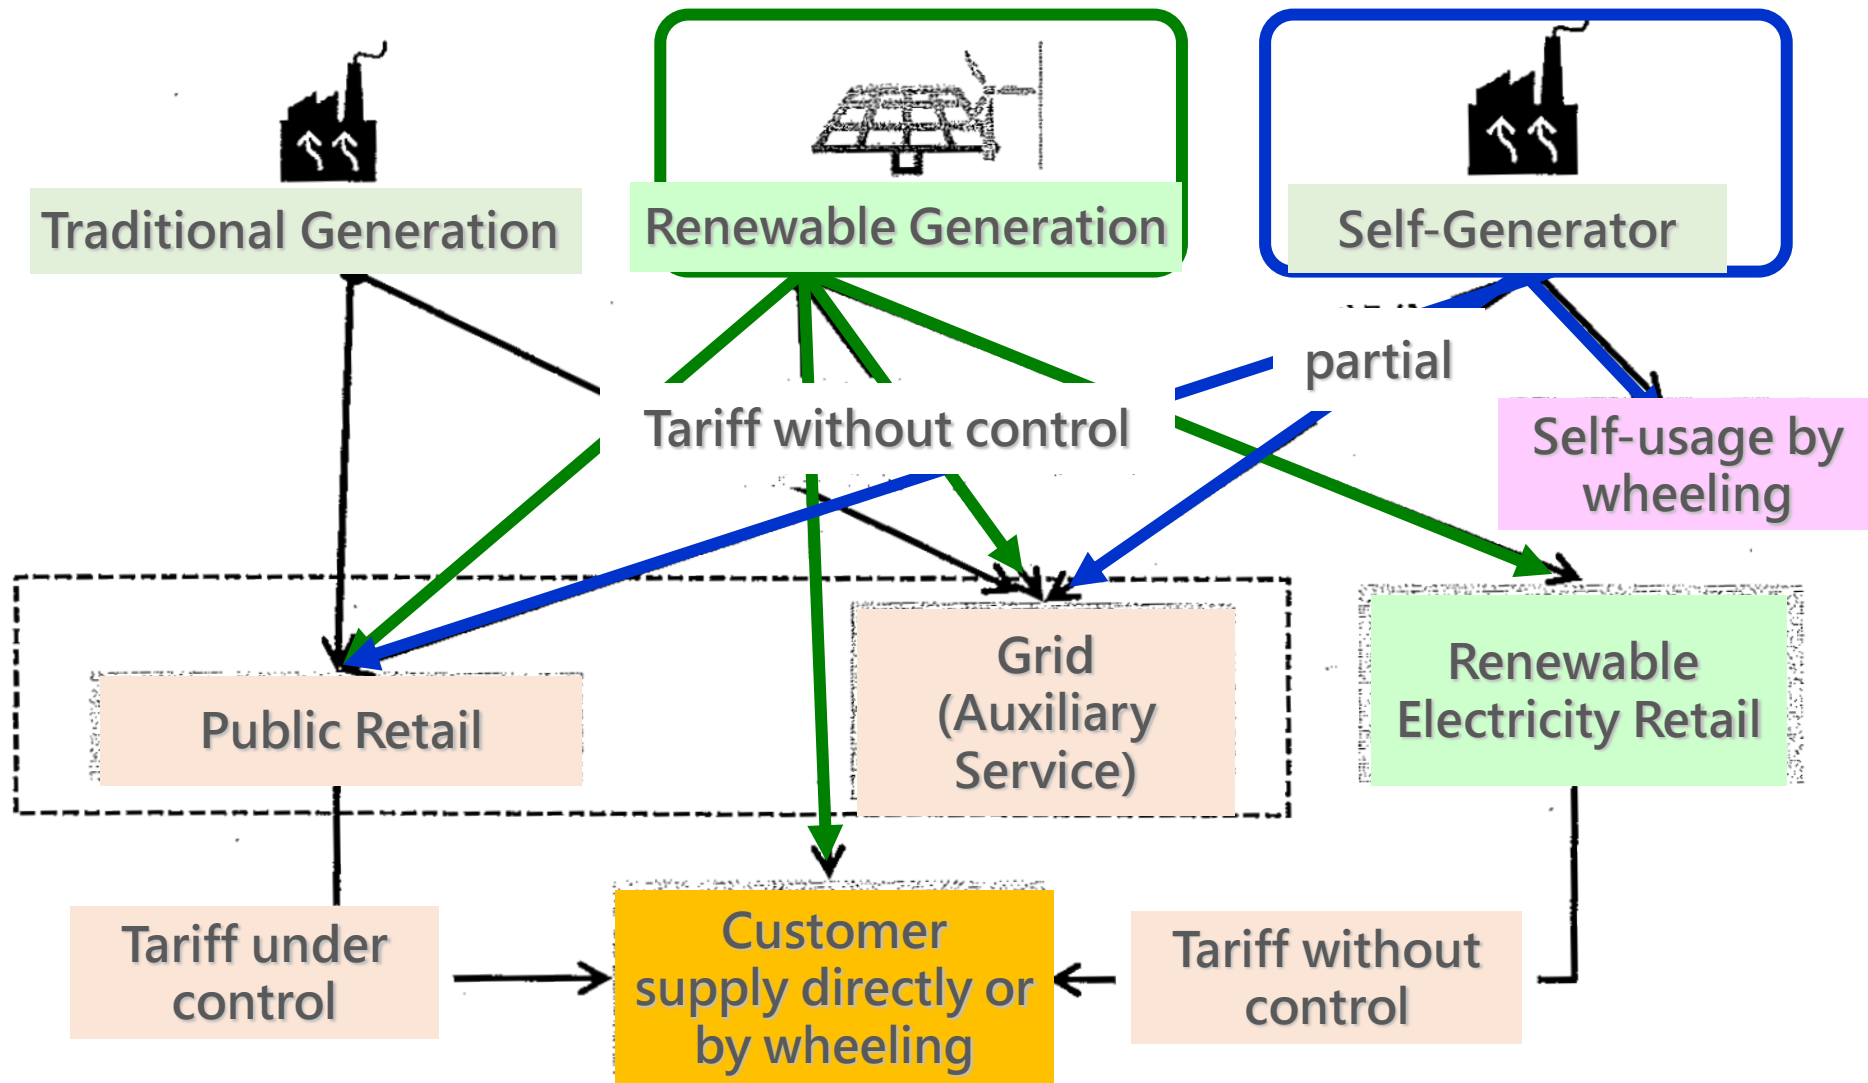 Traditional Generation
Renewable Generation
Self-Generator
partial
Tariff without control
Self-usage by
wheeling
Grid
(Auxiliary
Service)
Renewable
Electricity Retail
Public Retail
Tariff under
control
Customer
supply directly or
by wheeling
Tariff without
control